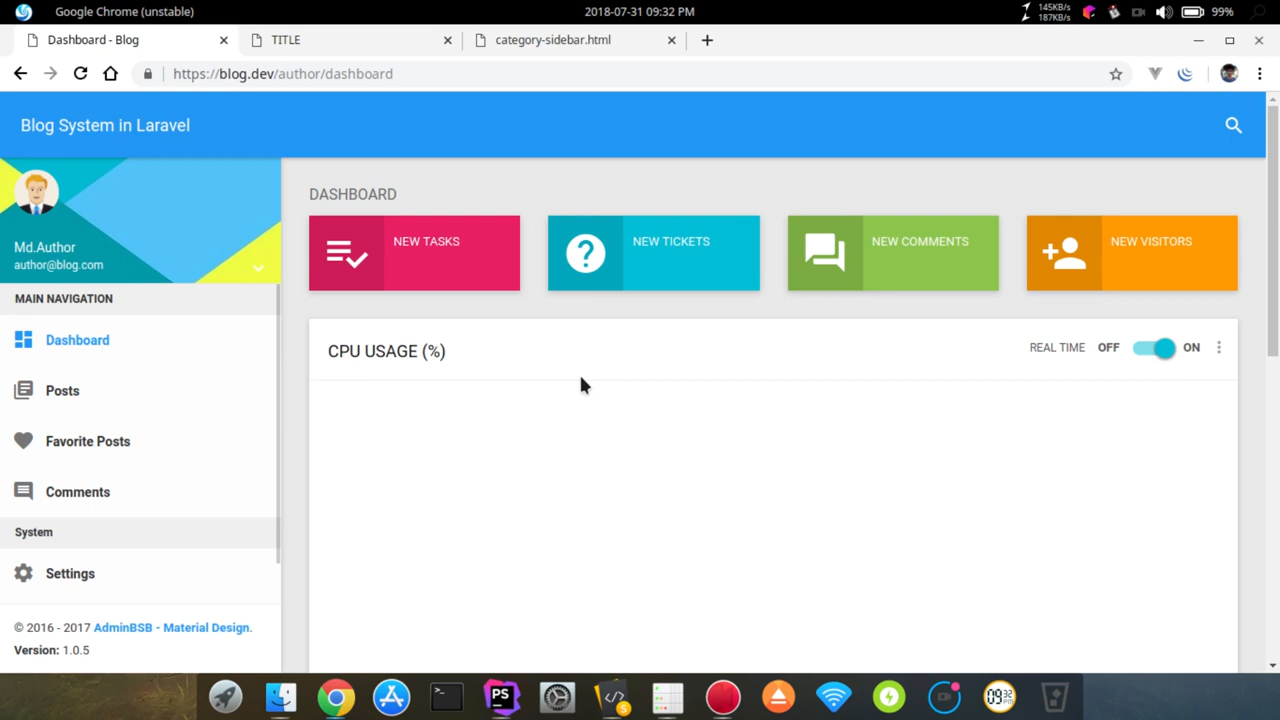 Google Chrome (unstable)
2018-07-31 09:32 PM
145KB/s
187KB/s
99%
Dashboard - Blog
TITLE
category-sidebar.html
https://blog.dev/author/dashboard
Blog System in Laravel
Md.Author
author@blog.com
MAIN NAVIGATION
Dashboard
Posts
Favorite Posts
Comments
System
Settings
© 2016 - 2017 AdminBSB - Material Design.
Version: 1.0.5
DASHBOARD
NEW TASKS
NEW TICKETS
NEW COMMENTS
NEW VISITORS
CPU USAGE (%)
REAL TIME OFF ON
PS
S
09:32